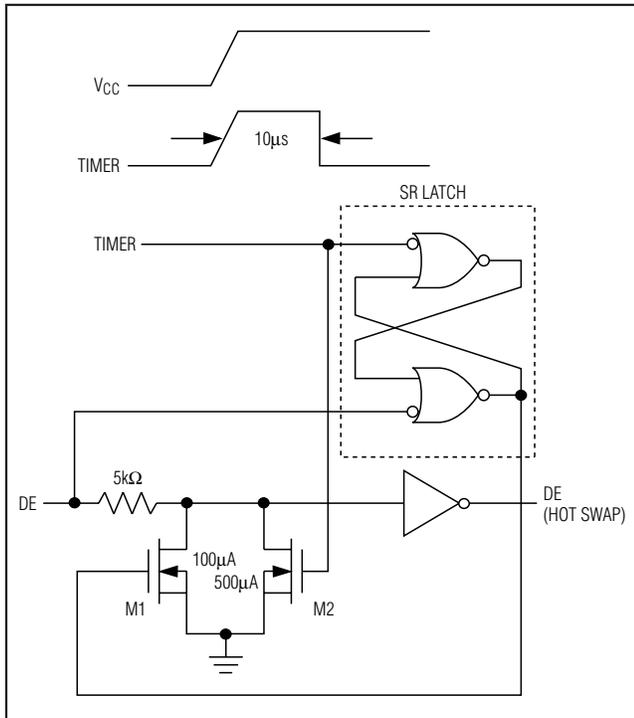 VCC
10μs
TIMER
SR LATCH
TIMER
5kΩ
DE
DE
(HOT SWAP)
100μA
500μA
M1
M2